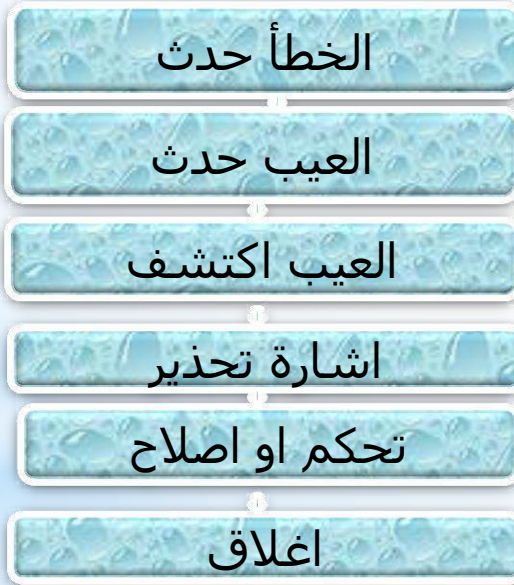 الخطأ حدث
العيب حدث
العيب اكتشف
اشارة تحذير
تحكم او اصلاح
اغلاق